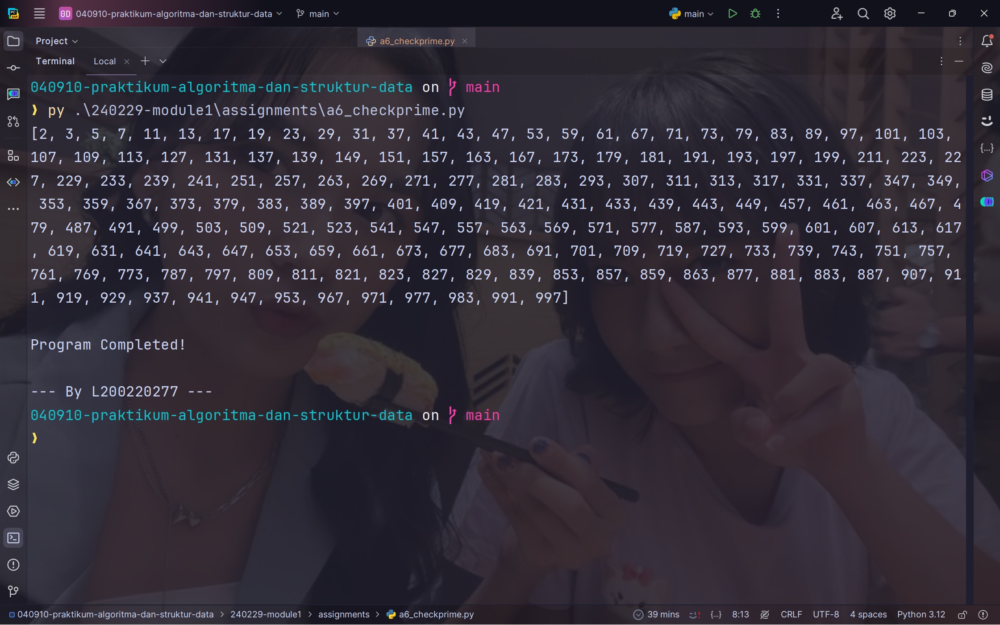 0D 040910-praktikum-algoritma-dan-struktur-data main main
Project a6_checkprime.py
Terminal Local
040910-praktikum-algoritma-dan-struktur-data on main
❯ py .\240229-module1\assignments\a6_checkprime.py
[2, 3, 5, 7, 11, 13, 17, 19, 23, 29, 31, 37, 41, 43, 47, 53, 59, 61, 67, 71, 73, 79, 83, 89, 97, 101, 103,
107, 109, 113, 127, 131, 137, 139, 149, 151, 157, 163, 167, 173, 179, 181, 191, 193, 197, 199, 211, 223, 22
7, 229, 233, 239, 241, 251, 257, 263, 269, 271, 277, 281, 283, 293, 307, 311, 313, 317, 331, 337, 347, 349,
353, 359, 367, 373, 379, 383, 389, 397, 401, 409, 419, 421, 431, 433, 439, 443, 449, 457, 461, 463, 467, 4
79, 487, 491, 499, 503, 509, 521, 523, 541, 547, 557, 563, 569, 571, 577, 587, 593, 599, 601, 607, 613, 617
, 619, 631, 641, 643, 647, 653, 659, 661, 673, 677, 683, 691, 701, 709, 719, 727, 733, 739, 743, 751, 757,
761, 769, 773, 787, 797, 809, 811, 821, 823, 827, 829, 839, 853, 857, 859, 863, 877, 881, 883, 887, 907, 91
1, 919, 929, 937, 941, 947, 953, 967, 971, 977, 983, 991, 997]
Program Completed!
--- By L200220277 ---
040910-praktikum-algoritma-dan-struktur-data on main
❯
040910-praktikum-algoritma-dan-struktur-data > 240229-module1 > assignments > a6_checkprime.py 39 mins {...} 8:13 CRLF UTF-8 4 spaces Python 3.12